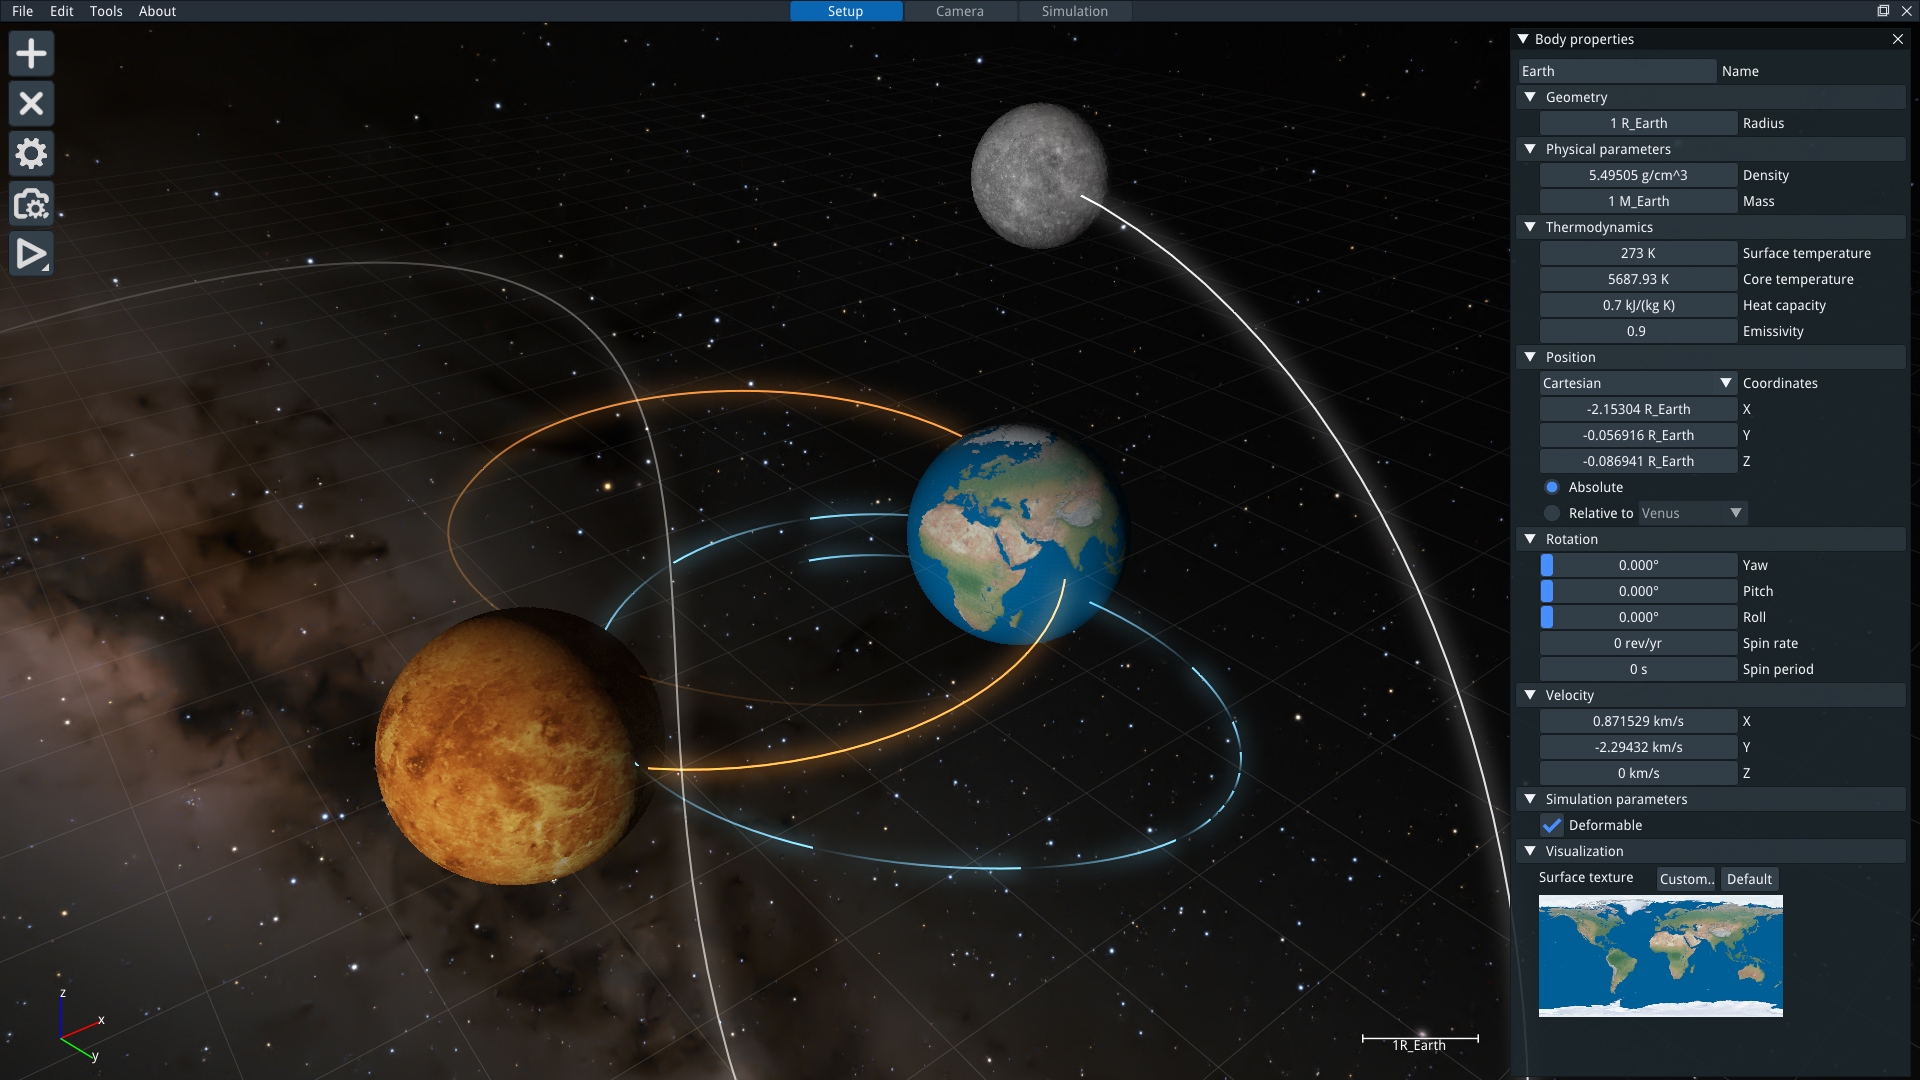 File Edit Tools About Setup Camera Simulation
Body properties
Earth Name
Geometry
1 R_Earth Radius
Physical parameters
5.49505 g/cm^3 Density
1 M_Earth Mass
Thermodynamics
273 K Surface temperature
5687.93 K Core temperature
0.7 kJ/(kg K) Heat capacity
0.9 Emissivity
Position
Cartesian Coordinates
-2.15304 R_Earth X
-0.056916 R_Earth Y
-0.086941 R_Earth Z
Absolute
Relative to Venus
Rotation
0.000° Yaw
0.000° Pitch
0.000° Roll
0 rev/yr Spin rate
0 s Spin period
Velocity
0.871529 km/s X
-2.29432 km/s Y
0 km/s Z
Simulation parameters
Deformable
Visualization
Surface texture Custom.. Default
z
x
y
1R_Earth